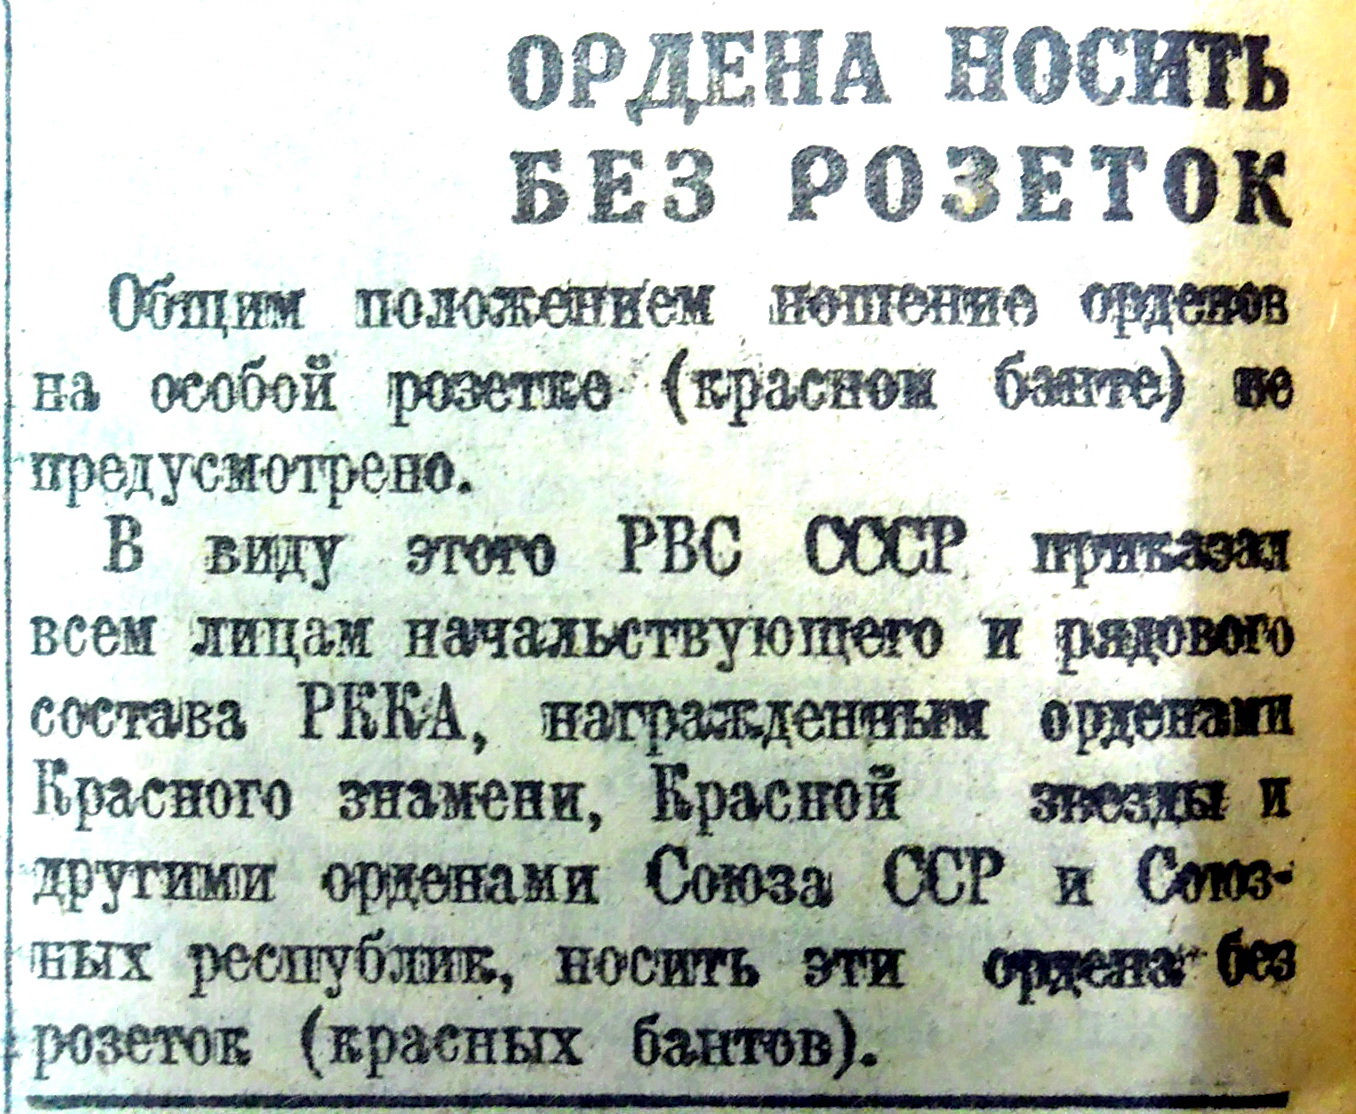 ОРДЕНА НОСИТЬ
БЕЗ РОЗЕТОК
Общим положением ношение орденов
на особой розетке (красном банте) не
предусмотрено.
В виду этого РВС СССР приказал
всем лицам начальствующего и рядового
состава РККА, награжденным орденами
Красного знамени, Красной звезды и
другими орденами Союза ССР и Союз-
ных республик, носить эти ордена без
розеток (красных бантов).